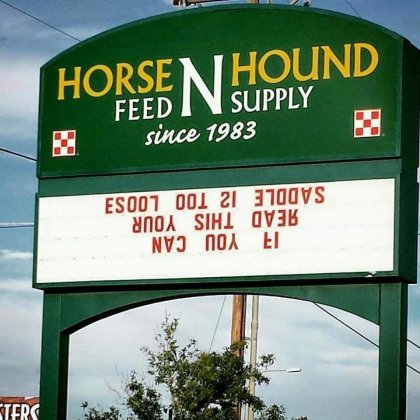 HORSE N HOUND
FEED SUPPLY
since 1983
IF YOU CAN
READ THIS YOUR
SADDLE IS TOO LOOSE